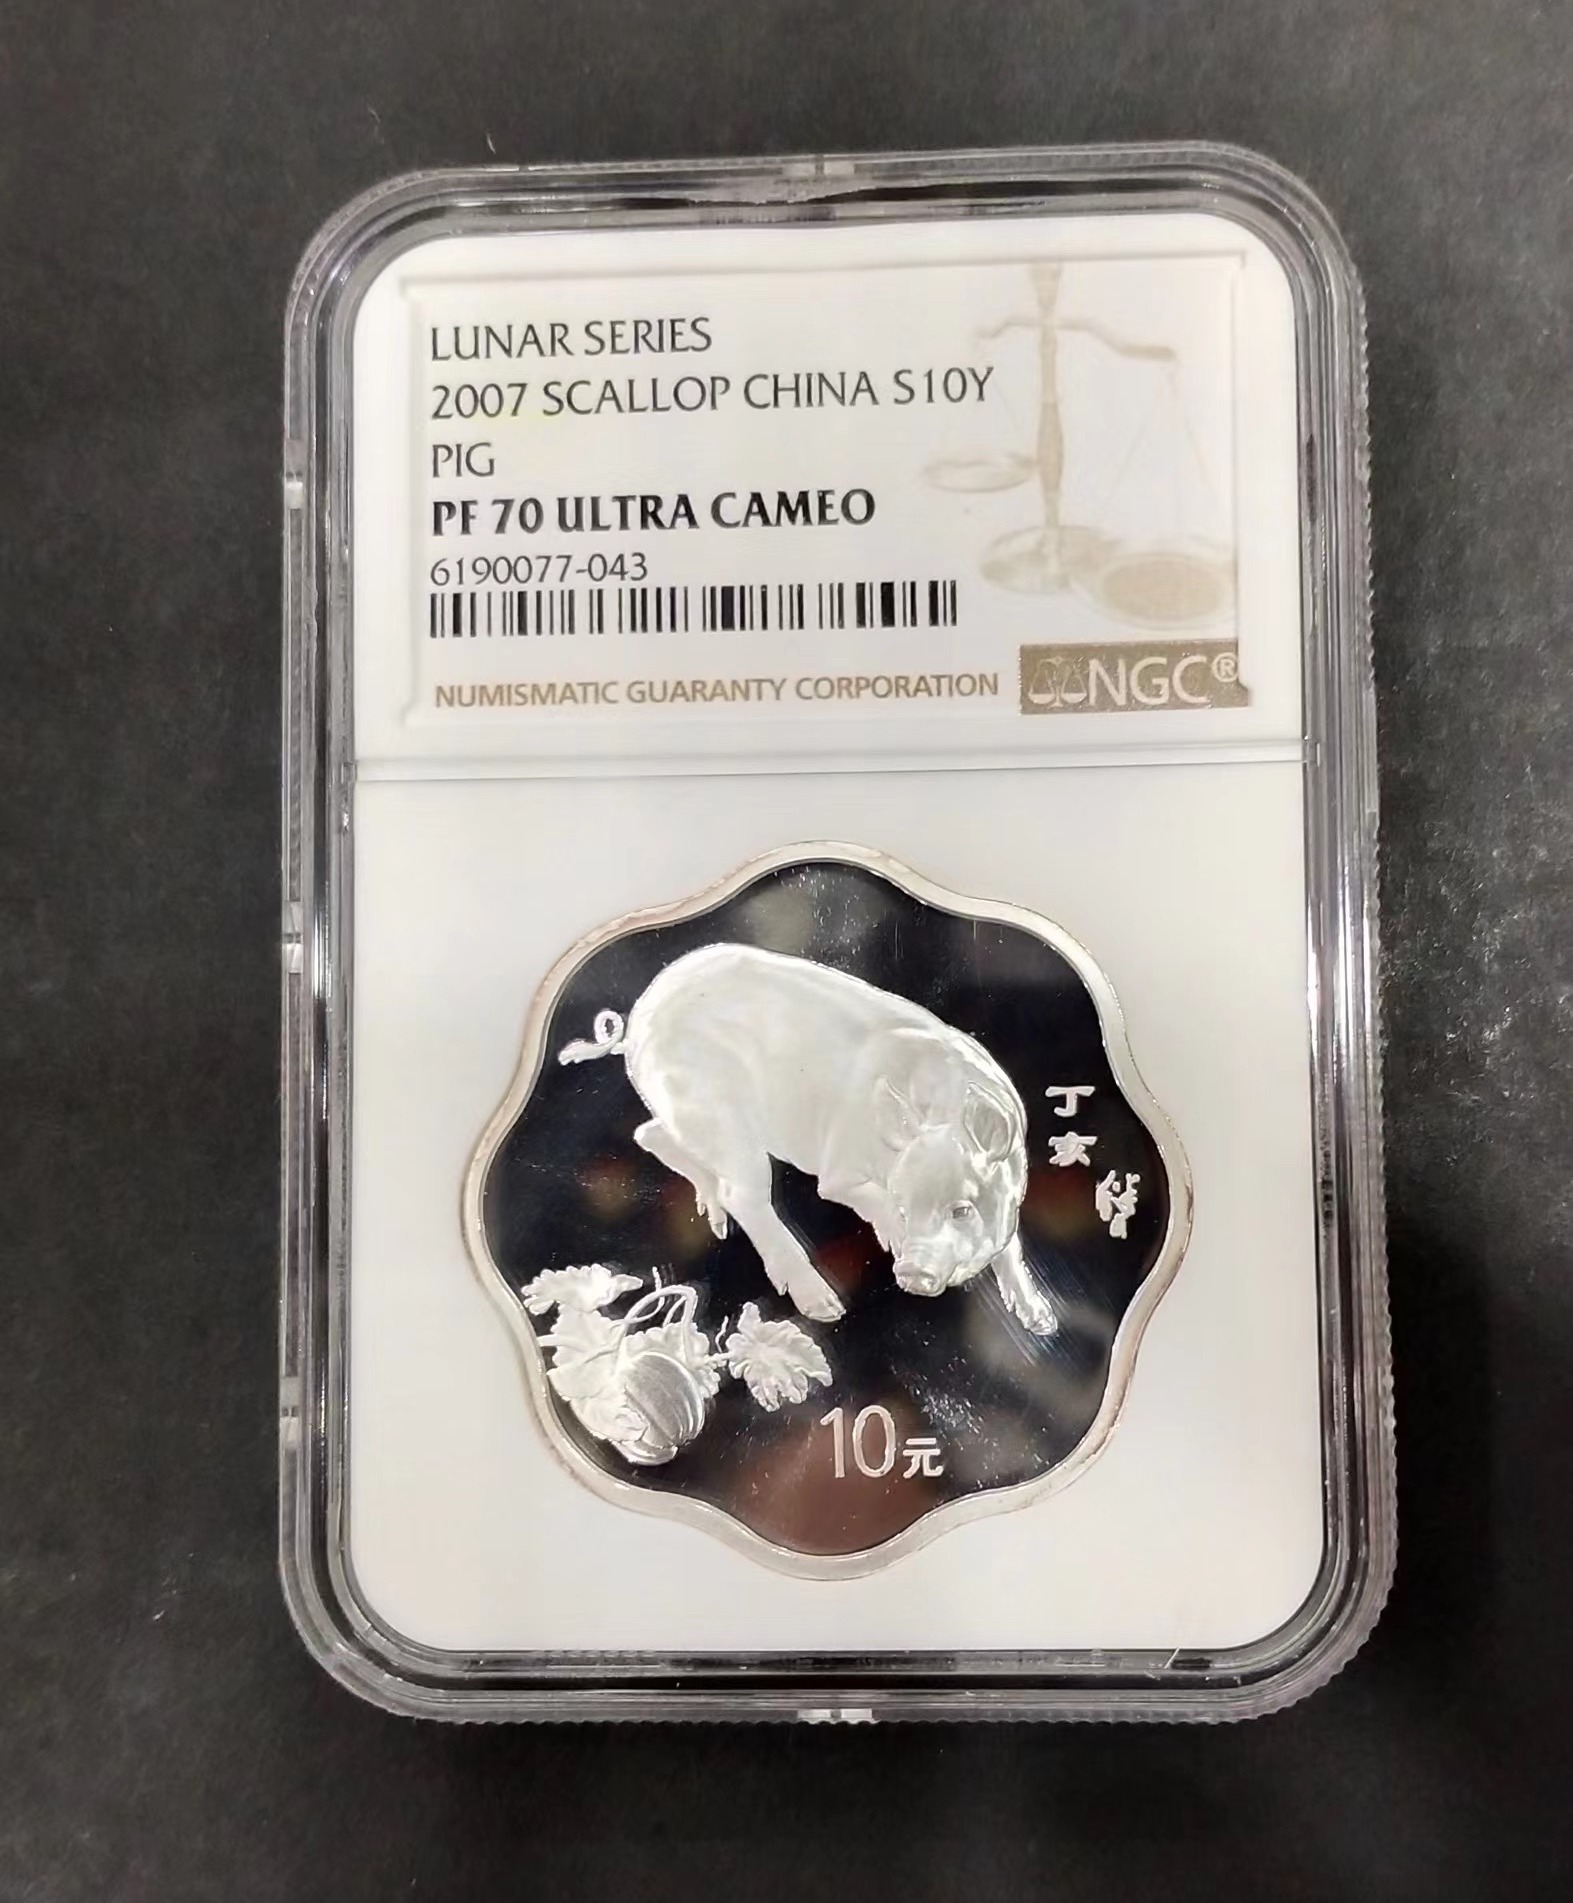 LUNAR SERIES
2007 SCALLOP CHINA S10Y
PIG
PF 70 ULTRA CAMEO
6190077-043
NUMISMATIC GUARANTY CORPORATION NGC®
丁
亥
10元